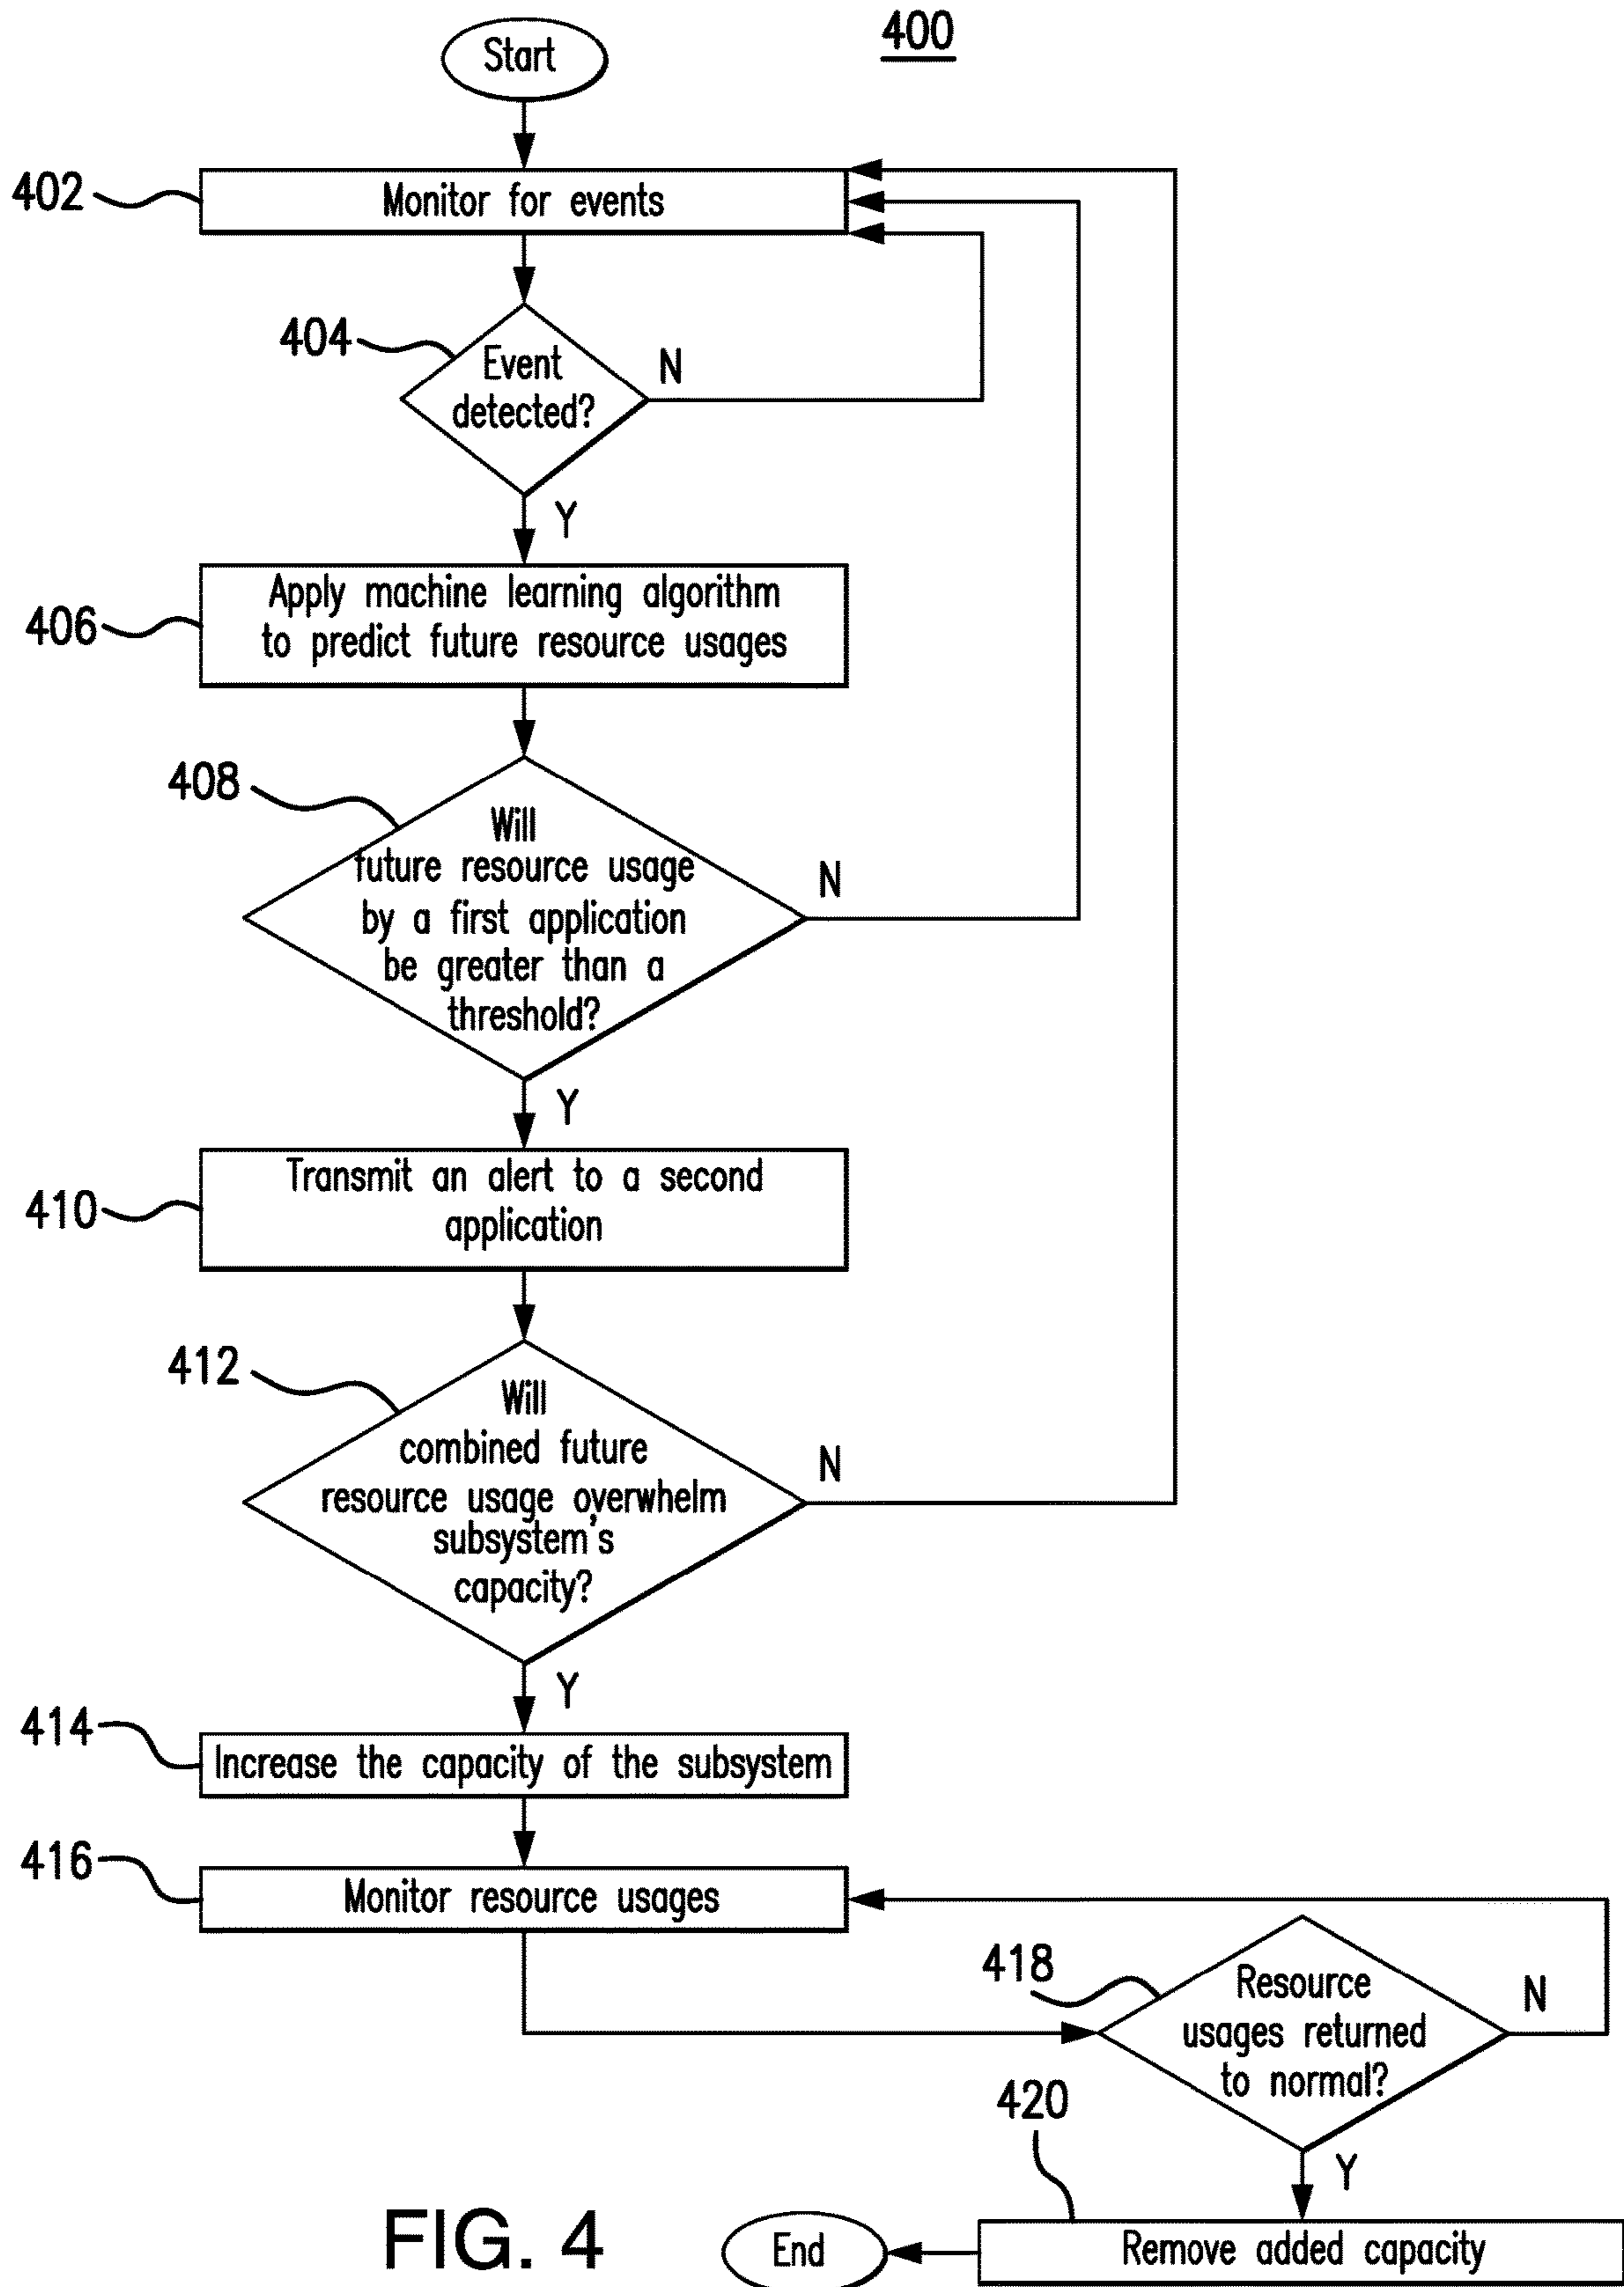 Start
400
402
Monitor for events
404
Event
detected?
N
Y
406
Apply machine learning algorithm
to predict future resource usages
408
Will
future resource usage
by a first application
be greater than a
threshold?
N
Y
410
Transmit an alert to a second
application
412
Will
combined future
resource usage overwhelm
subsystem's
capacity?
N
Y
414
Increase the capacity of the subsystem
416
Monitor resource usages
418
Resource
usages returned
to normal?
N
Y
420
Remove added capacity
End
FIG. 4